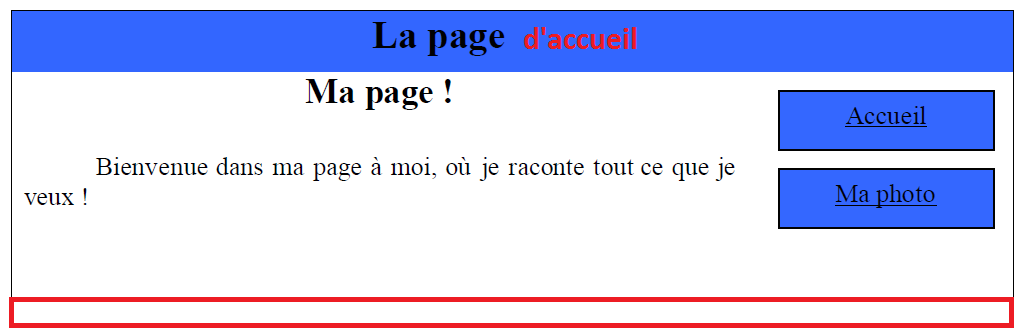 La page d'accueil
Ma page !
Bienvenue dans ma page à moi, où je raconte tout ce que je
veux !
Accueil
Ma photo